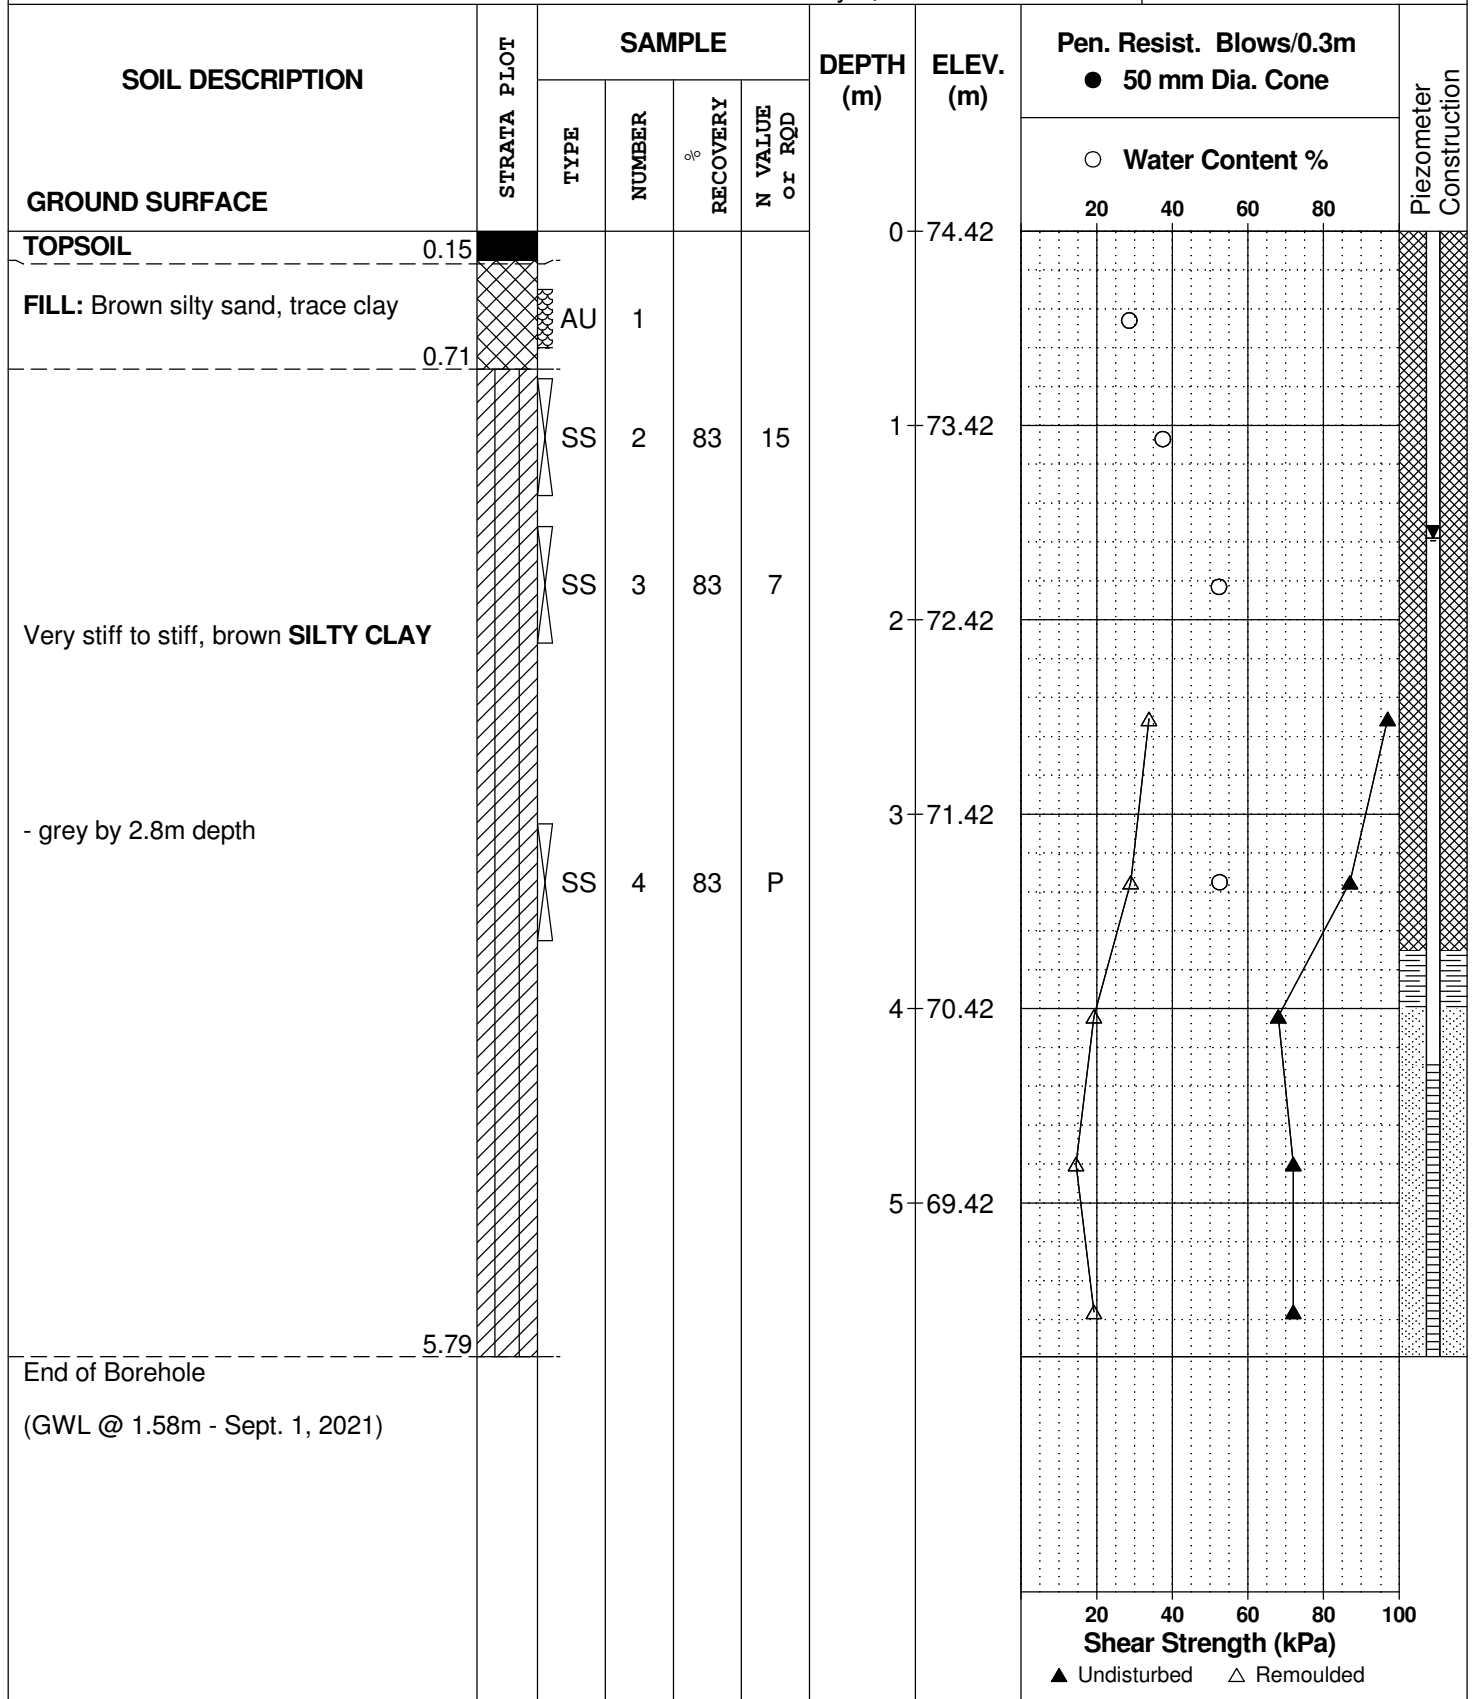 SOIL DESCRIPTION
GROUND SURFACE
STRATA PLOT
SAMPLE
TYPE
NUMBER
%
RECOVERY
N VALUE
or RQD
DEPTH
(m)
ELEV.
(m)
Pen. Resist. Blows/0.3m
● 50 mm Dia. Cone
○ Water Content %
20 40 60 80
Piezometer
Construction
0 74.42
TOPSOIL 0.15
FILL: Brown silty sand, trace clay
AU 1
0.71
1 73.42
SS 2 83 15
SS 3 83 7
2 72.42
Very stiff to stiff, brown SILTY CLAY
3 71.42
- grey by 2.8m depth
SS 4 83 P
4 70.42
5 69.42
5.79
End of Borehole
(GWL @ 1.58m - Sept. 1, 2021)
20 40 60 80 100
Shear Strength (kPa)
▲ Undisturbed △ Remoulded